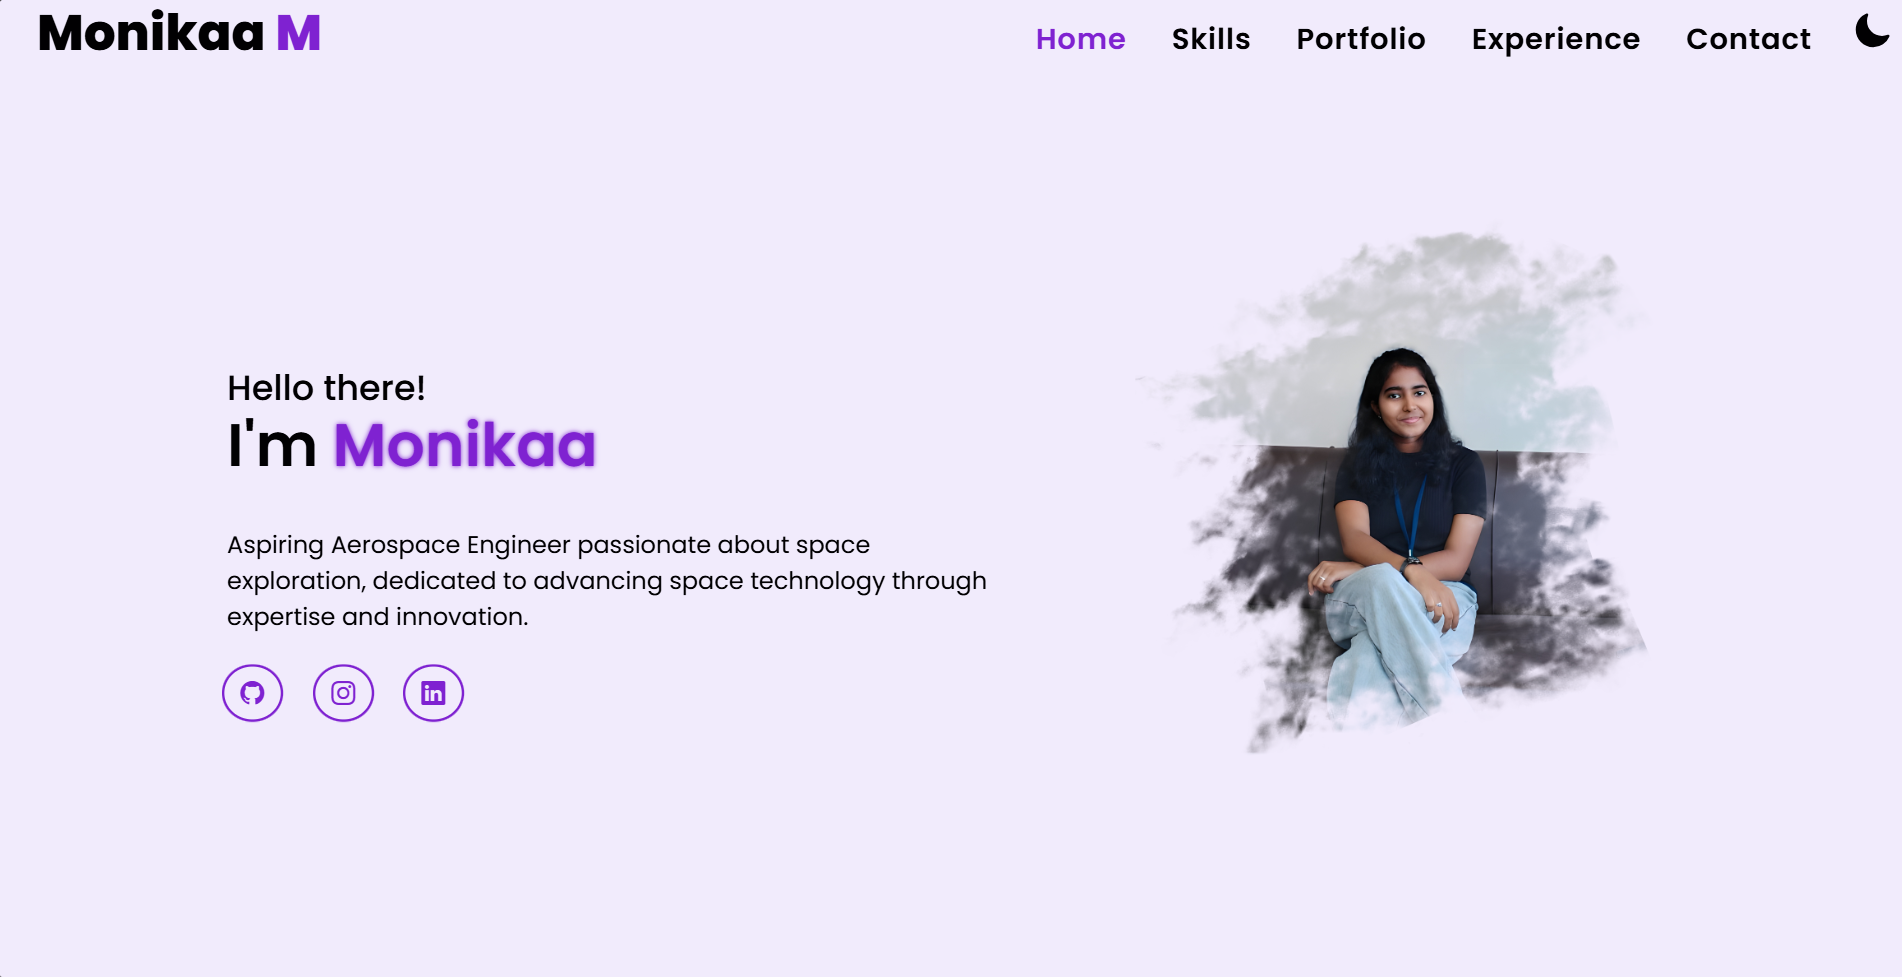 Monikaa M
Home Skills Portfolio Experience Contact
Hello there!
I'm Monikaa
Aspiring Aerospace Engineer passionate about space
exploration, dedicated to advancing space technology through
expertise and innovation.
in